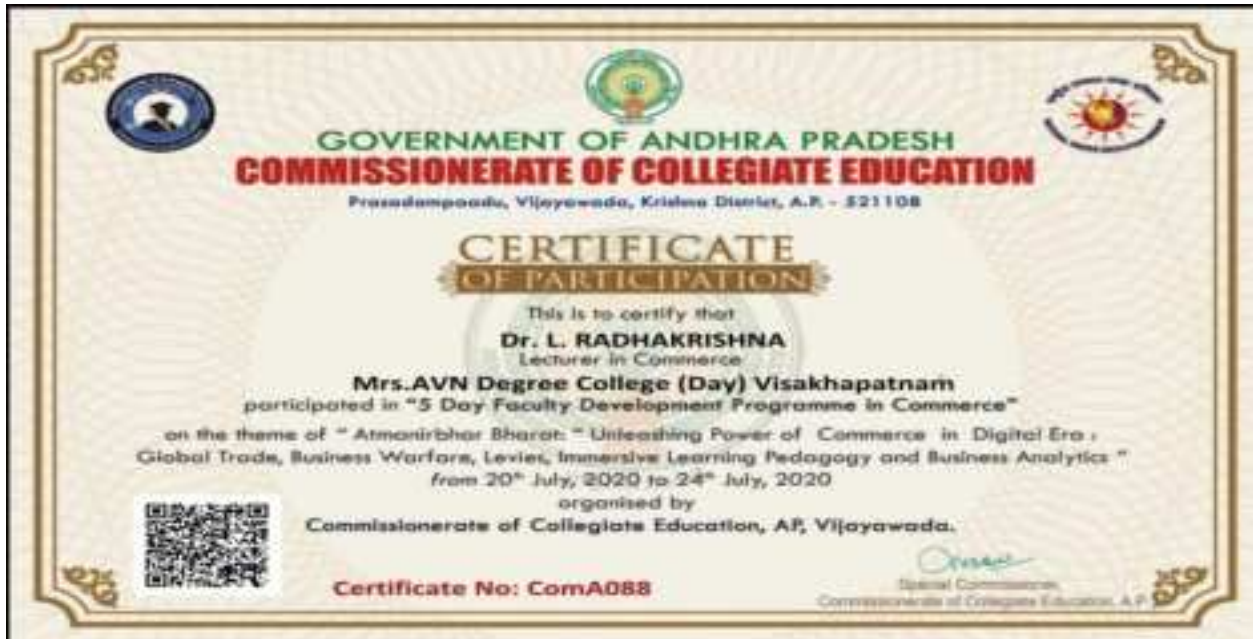 GOVERNMENT OF ANDHRA PRADESH
COMMISSIONERATE OF COLLEGIATE EDUCATION
Prasadampaadu, Vijayawada, Krishna District, A.P. - 521108
CERTIFICATE
OF PARTICIPATION
This is to certify that
Dr. L. RADHAKRISHNA
Lecturer in Commerce
Mrs.AVN Degree College (Day) Visakhapatnam
participated in "5 Day Faculty Development Programme in Commerce"
on the theme of " Atmanirbhar Bharat: " Unleashing Power of Commerce in Digital Era :
Global Trade, Business Warfare, Levies, Immersive Learning Pedagogy and Business Analytics "
from 20th July, 2020 to 24th July, 2020
organised by
Commissionerate of Collegiate Education, AP, Vijayawada.
Certificate No: ComA088
Special Commissioner
Commissionerate of Collegiate Education, A.P